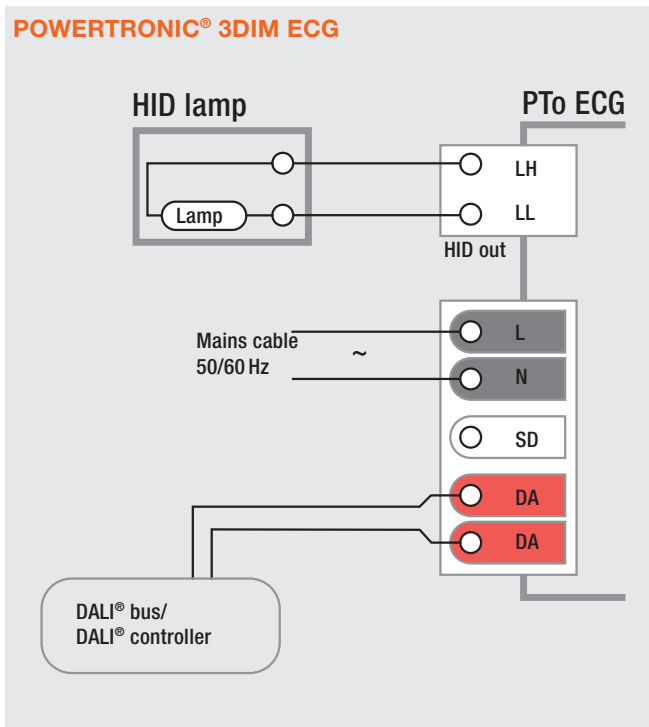 POWERTRONIC® 3DIM ECG
HID lamp
PTo ECG
LH
Lamp
LL
HID out
Mains cable
50/60 Hz
~
L
N
SD
DA
DA
DALI® bus/
DALI® controller